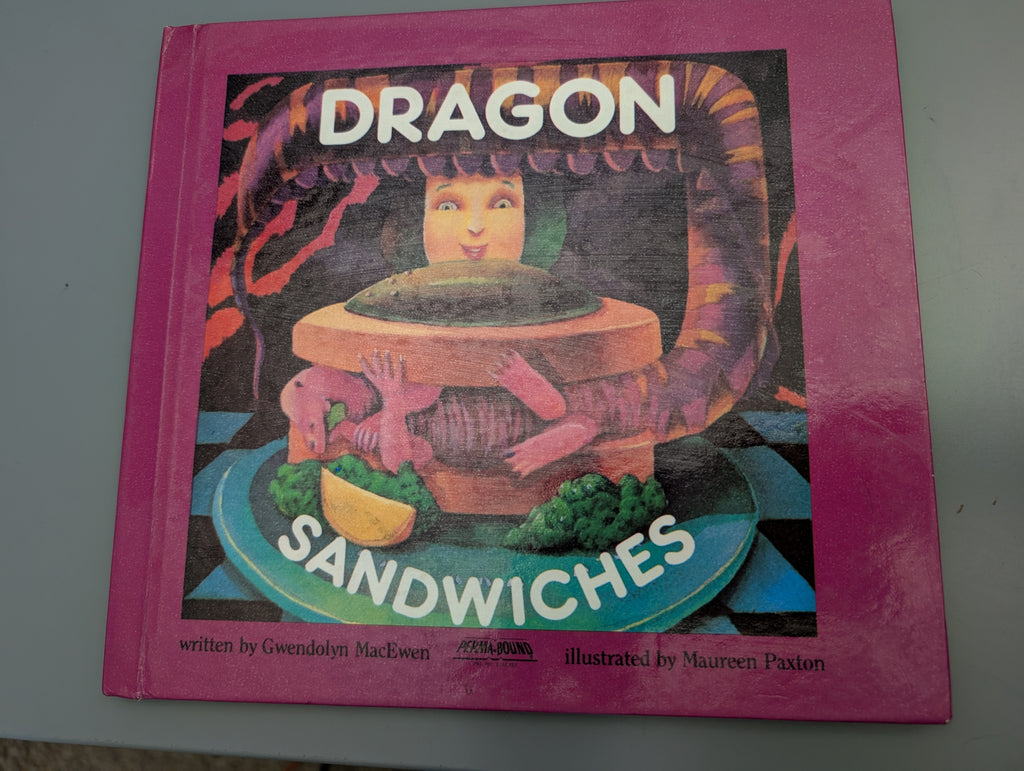 DRAGON
SANDWICHES
written by Gwendolyn MacEwen
PERMA-BOUND
illustrated by Maureen Paxton